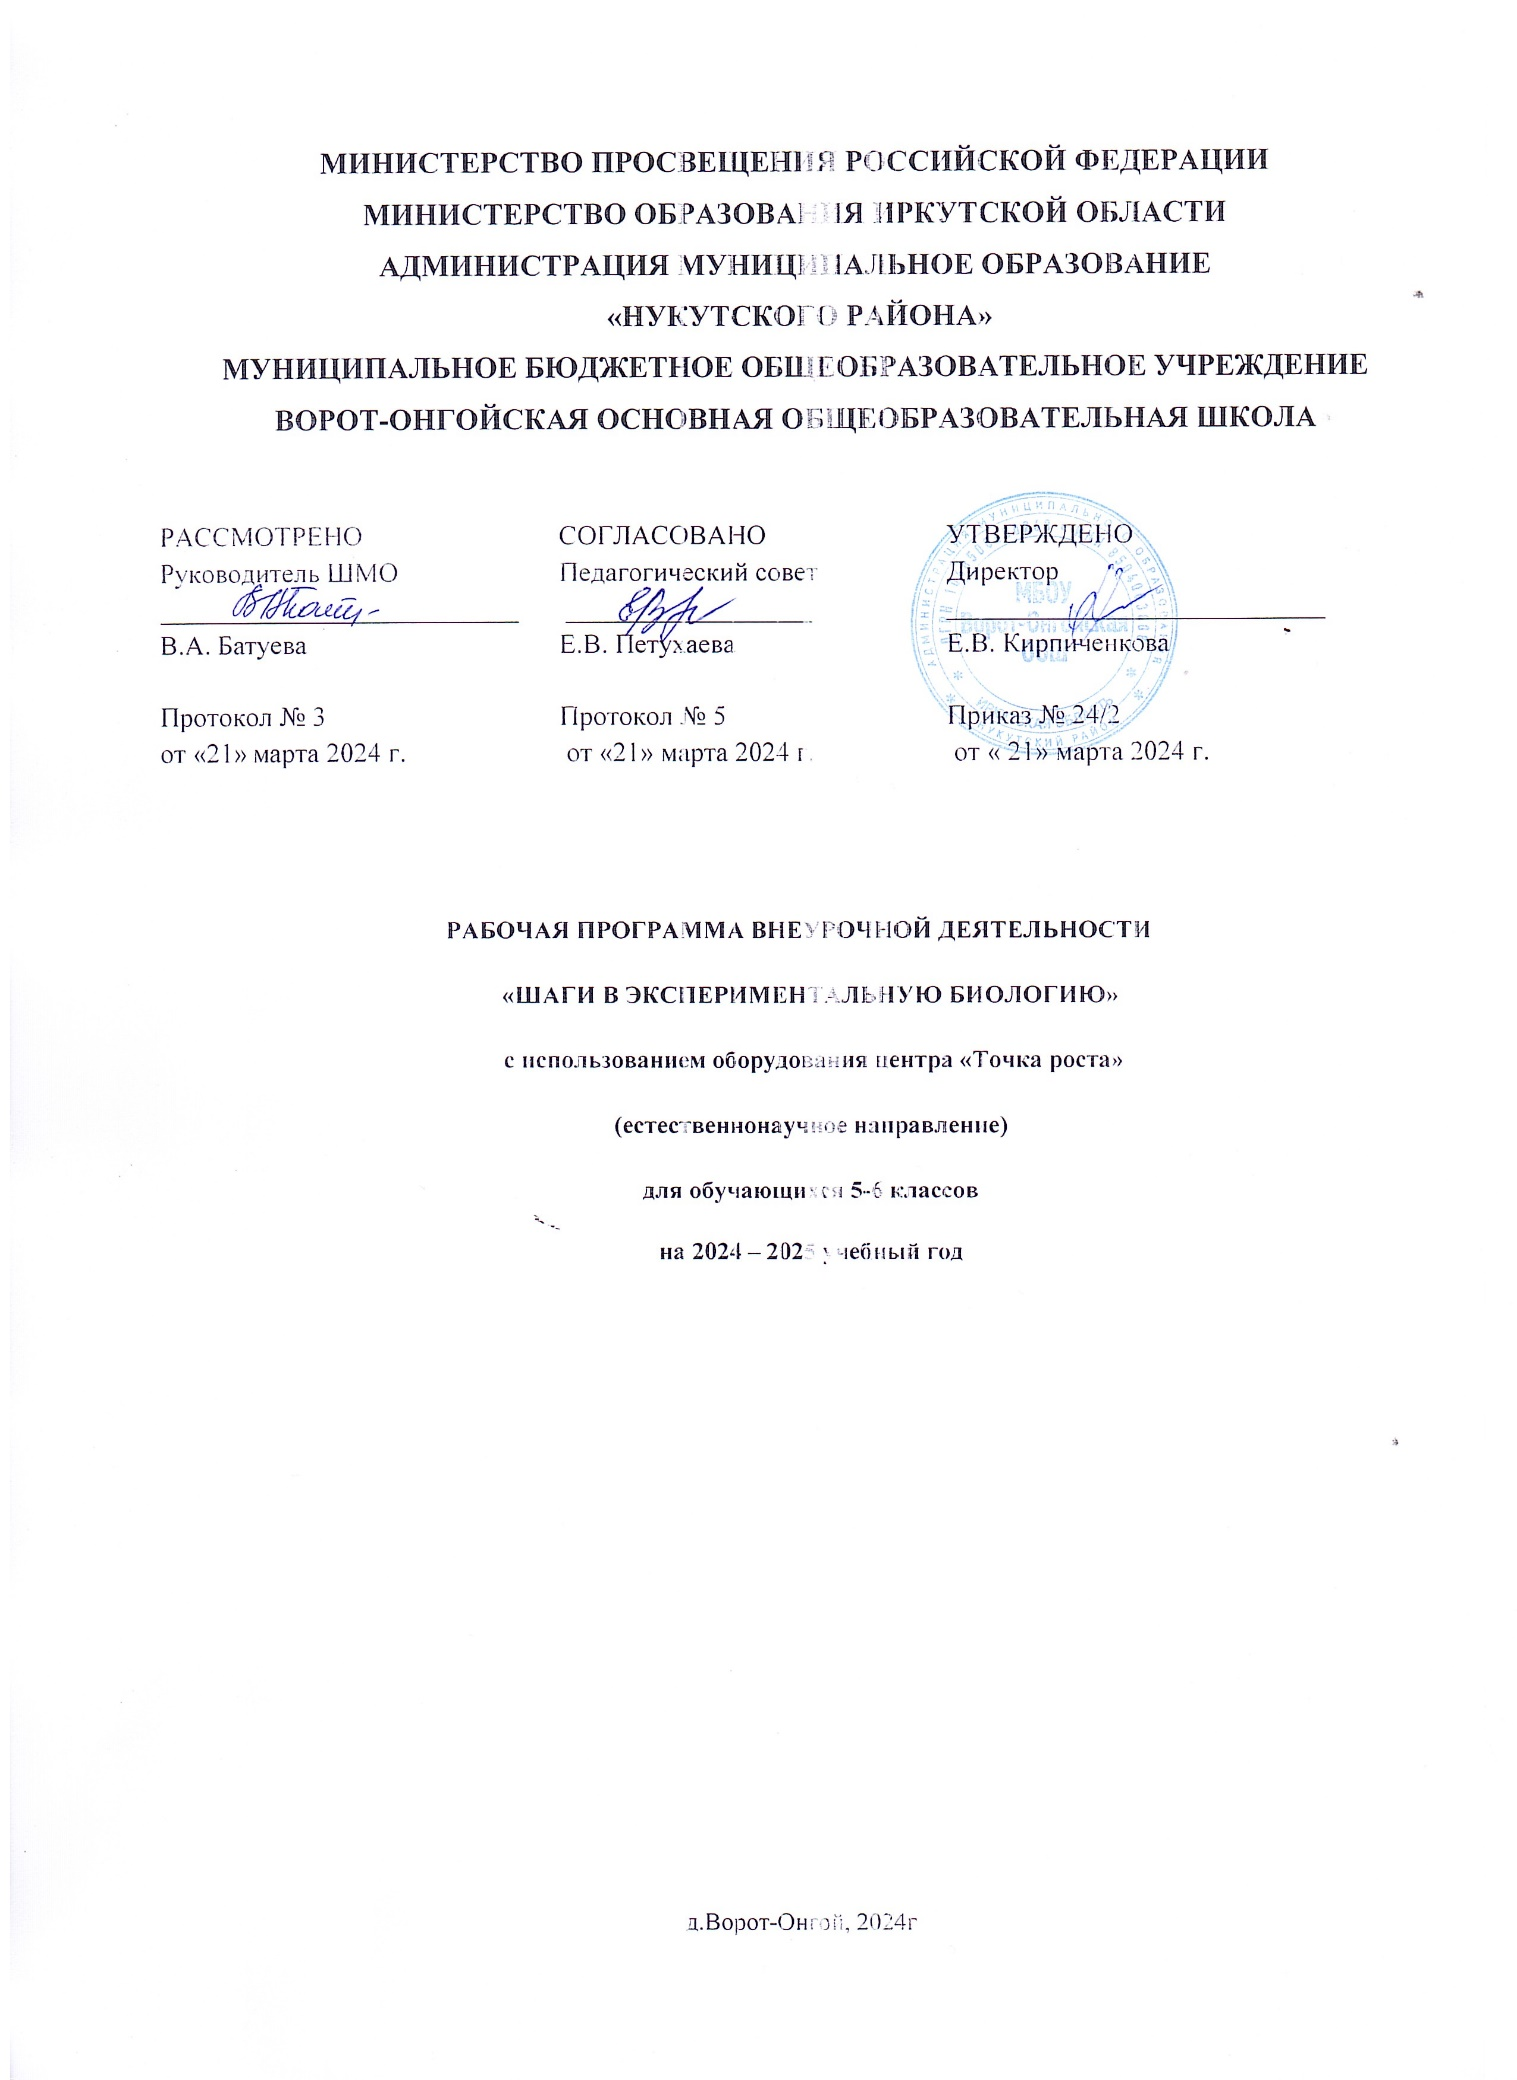 МИНИСТЕРСТВО ПРОСВЕЩЕНИЯ РОССИЙСКОЙ ФЕДЕРАЦИИ
МИНИСТЕРСТВО ОБРАЗОВАНИЯ ИРКУТСКОЙ ОБЛАСТИ
АДМИНИСТРАЦИЯ МУНИЦИПАЛЬНОЕ ОБРАЗОВАНИЕ
«НУКУТСКОГО РАЙОНА»
МУНИЦИПАЛЬНОЕ БЮДЖЕТНОЕ ОБЩЕОБРАЗОВАТЕЛЬНОЕ УЧРЕЖДЕНИЕ
ВОРОТ-ОНГОЙСКАЯ ОСНОВНАЯ ОБЩЕОБРАЗОВАТЕЛЬНАЯ ШКОЛА
РАССМОТРЕНО
Руководитель ШМО
В.А. Батуева
Протокол № 3
от «21» марта 2024 г.
СОГЛАСОВАНО
Педагогический совет
Е.В. Петухаева
Протокол № 5
от «21» марта 2024 г.
УТВЕРЖДЕНО
Директор
Е.В. Кирпиченкова
Приказ № 24/2
от « 21» марта 2024 г.
МБОУ
Ворот-Онгойская
ООШ
РАБОЧАЯ ПРОГРАММА ВНЕУРОЧНОЙ ДЕЯТЕЛЬНОСТИ
«ШАГИ В ЭКСПЕРИМЕНТАЛЬНУЮ БИОЛОГИЮ»
с использованием оборудования центра «Точка роста»
(естественнонаучное направление)
для обучающихся 5-6 классов
на 2024 – 2025 учебный год
д.Ворот-Онгой, 2024г